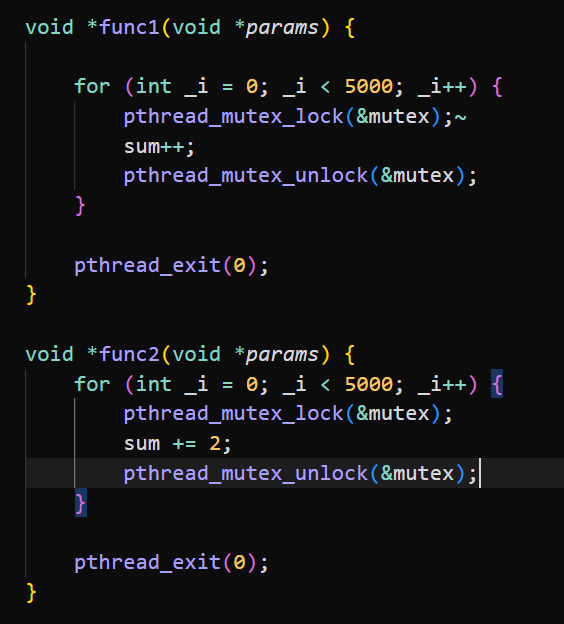 void *func1(void *params) {
for (int _i = 0; _i < 5000; _i++) {
pthread_mutex_lock(&mutex);~
sum++;
pthread_mutex_unlock(&mutex);
}
pthread_exit(0);
}
void *func2(void *params) {
for (int _i = 0; _i < 5000; _i++) {
pthread_mutex_lock(&mutex);
sum += 2;
pthread_mutex_unlock(&mutex);
}
pthread_exit(0);
}